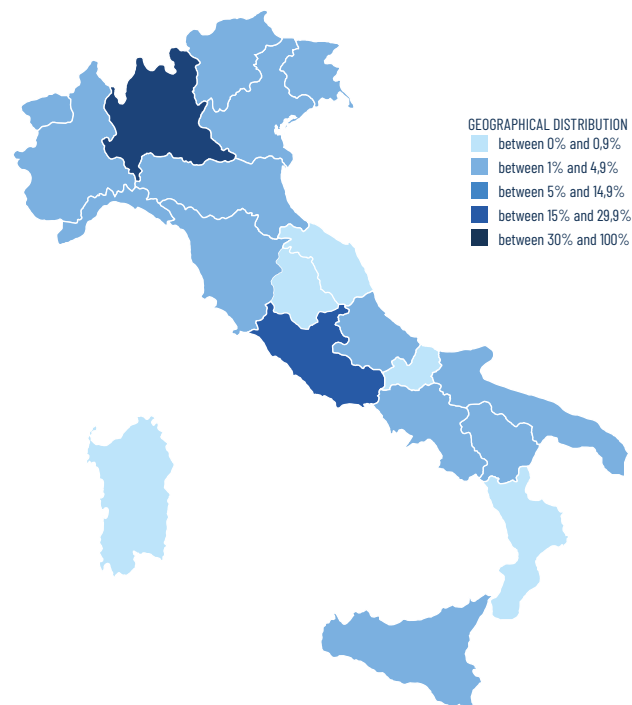 GEOGRAPHICAL DISTRIBUTION
between 0% and 0,9%
between 1% and 4,9%
between 5% and 14,9%
between 15% and 29,9%
between 30% and 100%